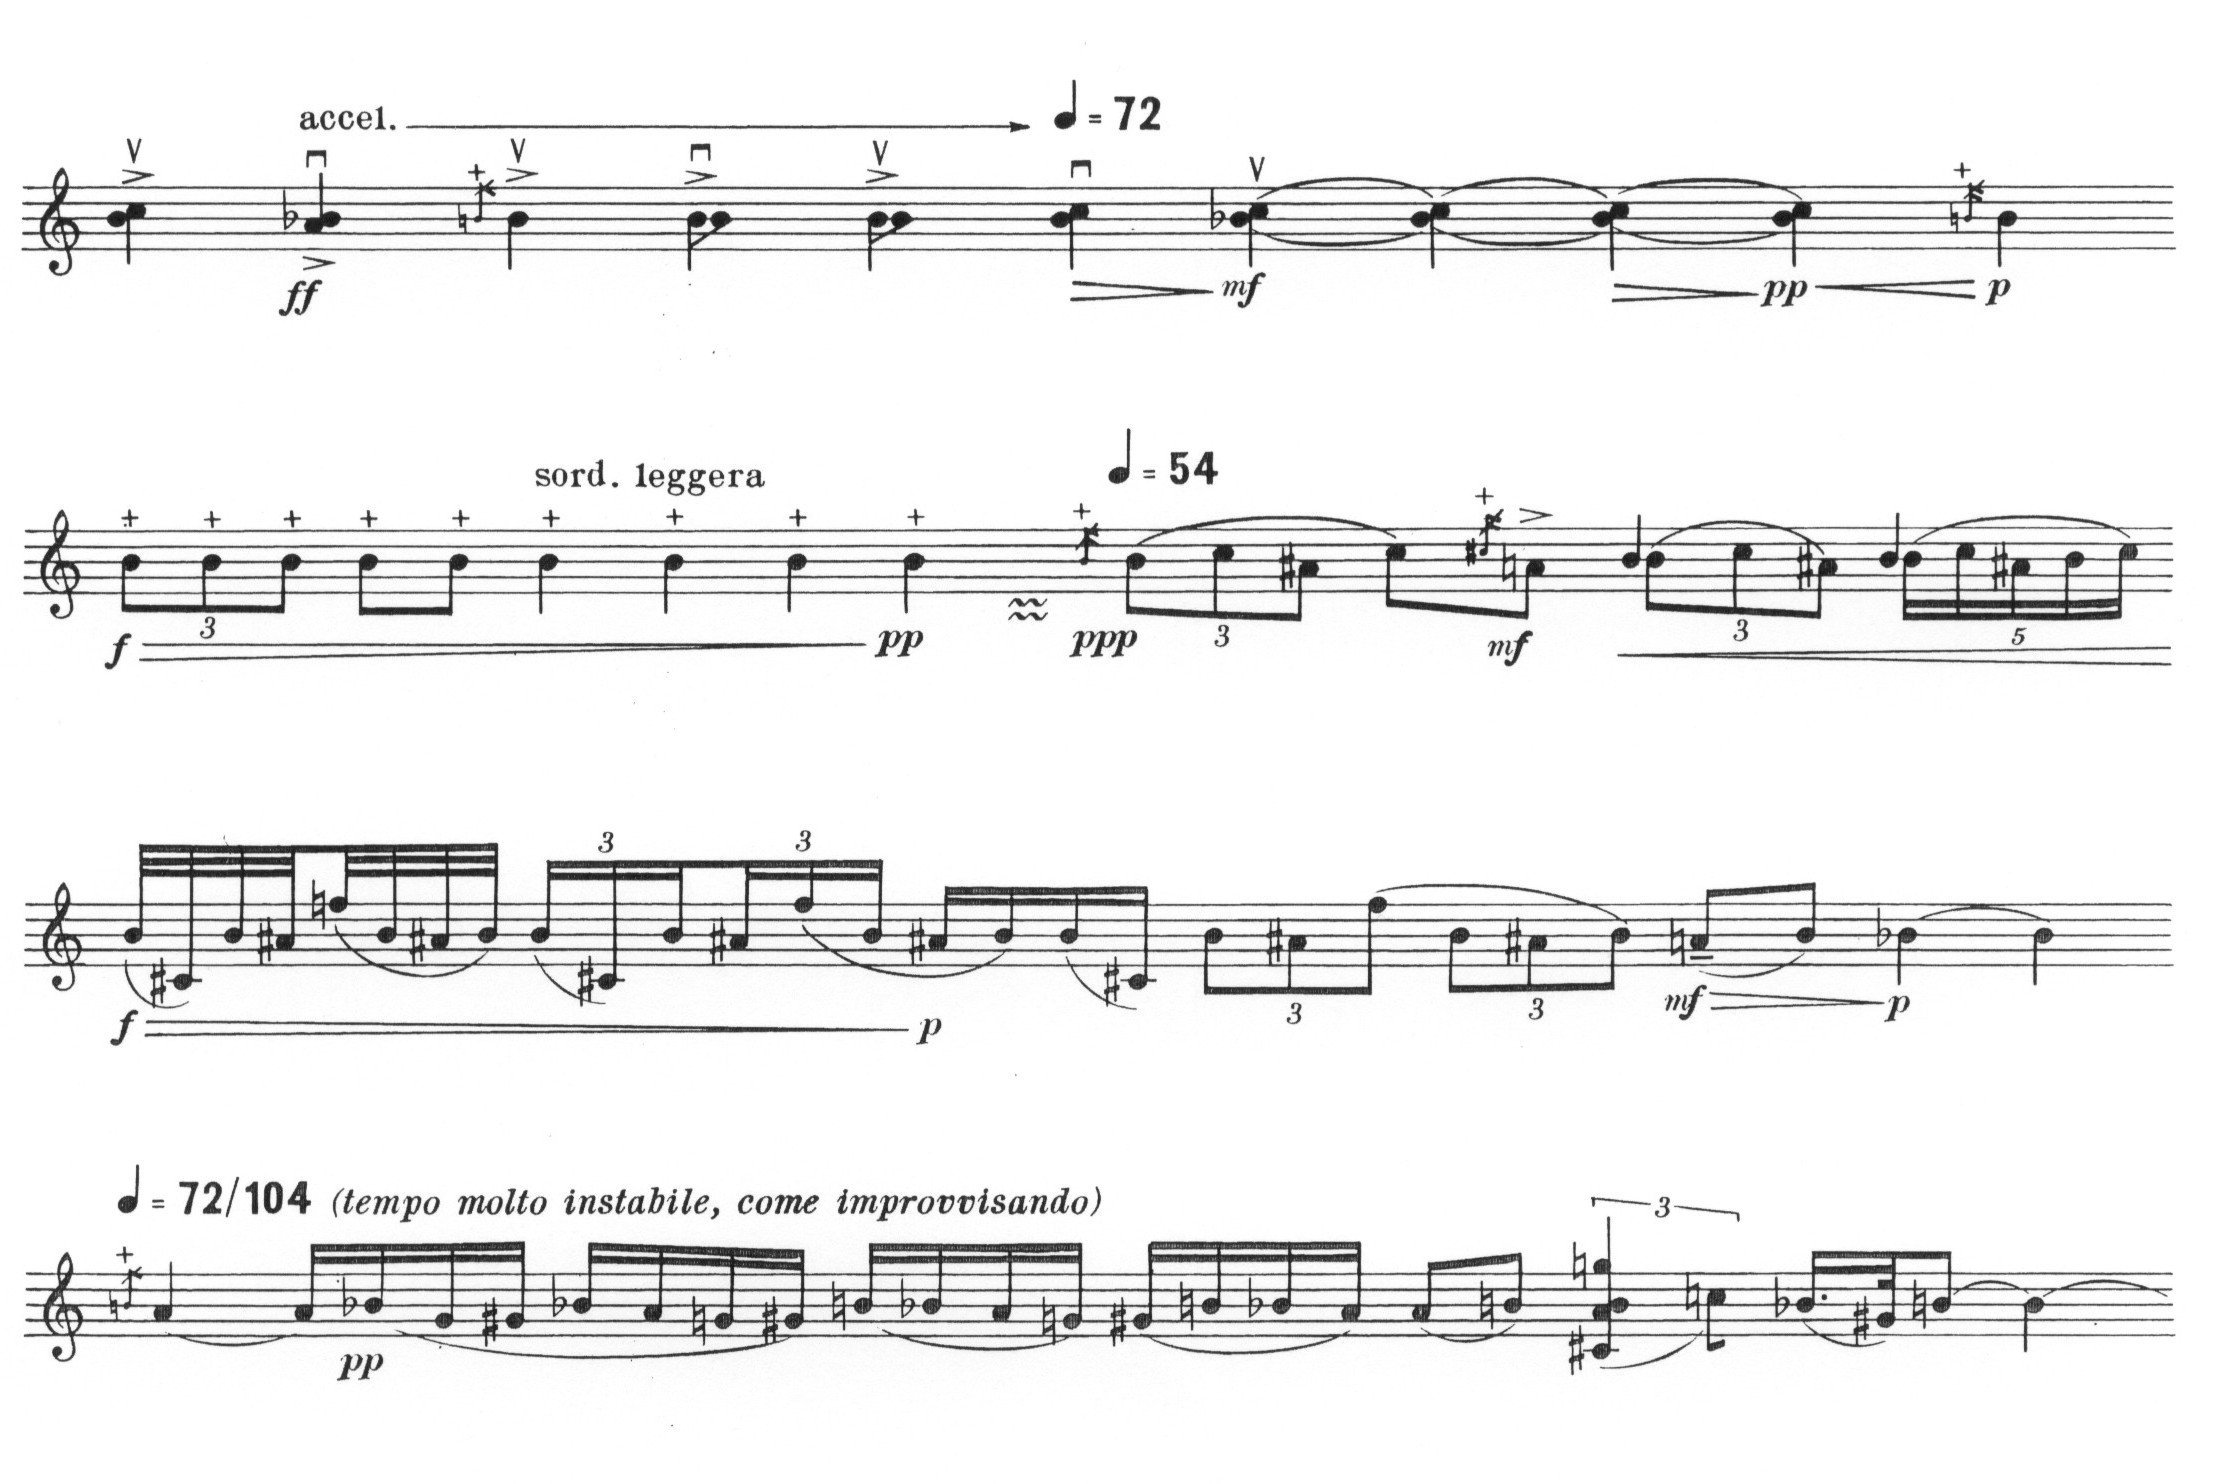 accel. ♩ = 72
ff mf pp p
sord. leggera ♩ = 54
3 3 5
f pp ppp mf
3 3
f p 3 3 mf p
♩ = 72/104 (tempo molto instabile, come improvvisando)
3
pp